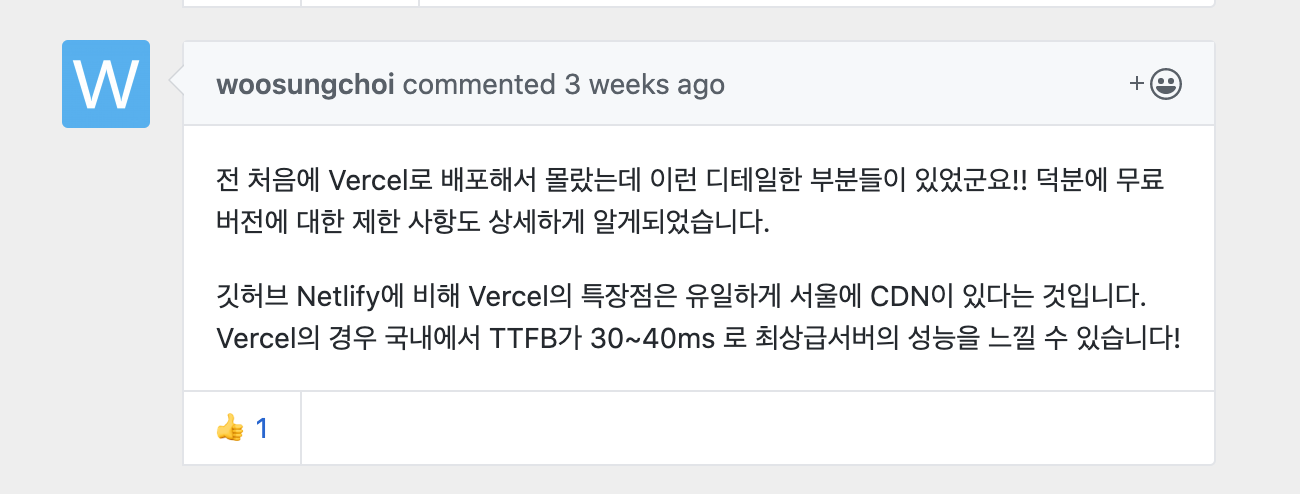 W
woosungchoi commented 3 weeks ago
+
전 처음에 Vercel로 배포해서 몰랐는데 이런 디테일한 부분들이 있었군요!! 덕분에 무료
버전에 대한 제한 사항도 상세하게 알게되었습니다.
깃허브 Netlify에 비해 Vercel의 특장점은 유일하게 서울에 CDN이 있다는 것입니다.
Vercel의 경우 국내에서 TTFB가 30~40ms 로 최상급서버의 성능을 느낄 수 있습니다!
👍 1